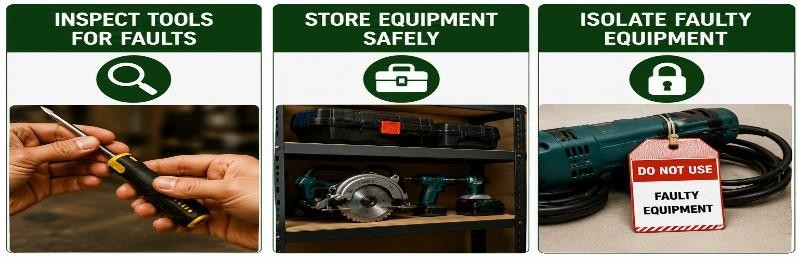 INSPECT TOOLS
FOR FAULTS
STORE EQUIPMENT
SAFELY
ISOLATE FAULTY
EQUIPMENT
DO NOT USE
FAULTY
EQUIPMENT